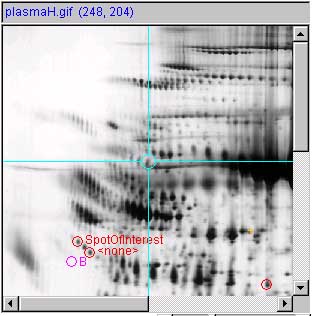 plasmaH.gif (248, 204)
SpotOfInterest
<none>
B